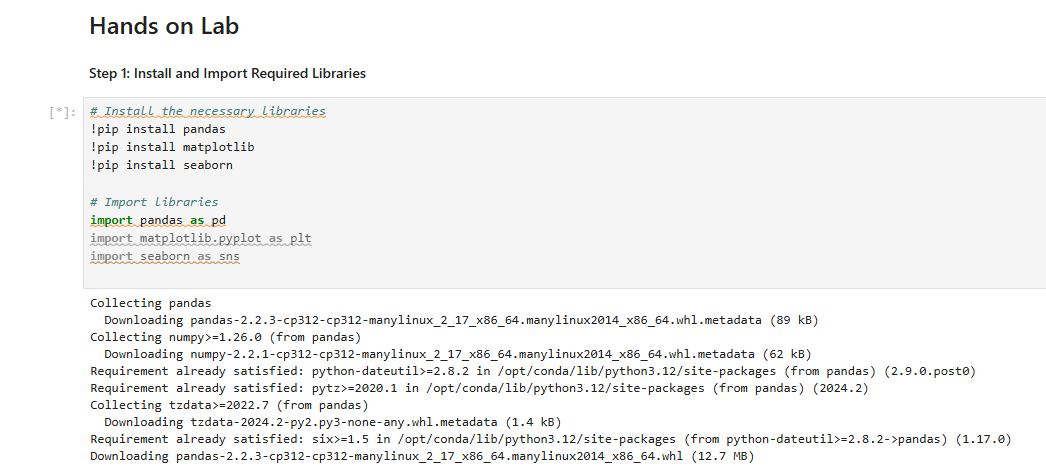 Hands on Lab
Step 1: Install and Import Required Libraries
[*]:
# Install the necessary libraries
!pip install pandas
!pip install matplotlib
!pip install seaborn
# Import Libraries
import pandas as pd
import matplotlib.pyplot as plt
import seaborn as sns
Collecting pandas
Downloading pandas-2.2.3-cp312-cp312-manylinux_2_17_x86_64.manylinux2014_x86_64.whl.metadata (89 kB)
Collecting numpy>=1.26.0 (from pandas)
Downloading numpy-2.2.1-cp312-cp312-manylinux_2_17_x86_64.manylinux2014_x86_64.whl.metadata (62 kB)
Requirement already satisfied: python-dateutil>=2.8.2 in /opt/conda/lib/python3.12/site-packages (from pandas) (2.9.0.post0)
Requirement already satisfied: pytz>=2020.1 in /opt/conda/lib/python3.12/site-packages (from pandas) (2024.2)
Collecting tzdata>=2022.7 (from pandas)
Downloading tzdata-2024.2-py2.py3-none-any.whl.metadata (1.4 kB)
Requirement already satisfied: six>=1.5 in /opt/conda/lib/python3.12/site-packages (from python-dateutil>=2.8.2->pandas) (1.17.0)
Downloading pandas-2.2.3-cp312-cp312-manylinux_2_17_x86_64.manylinux2014_x86_64.whl (12.7 MB)